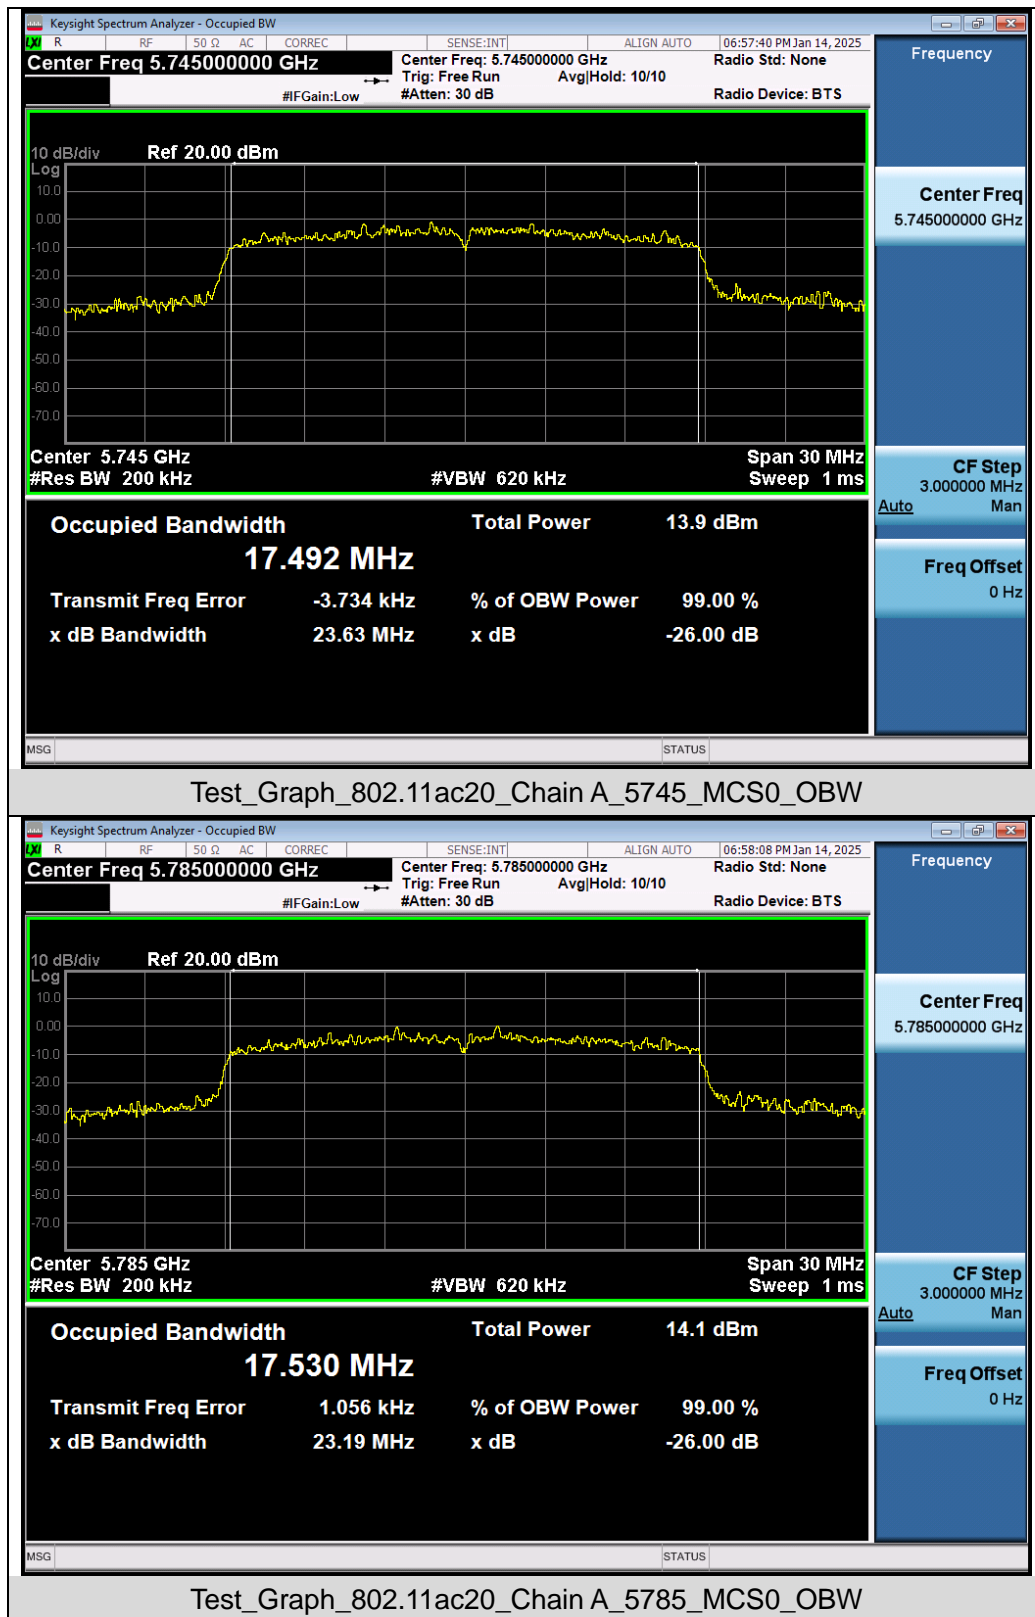 Keysight Spectrum Analyzer - Occupied BW
LXI R RF 50 Ω AC CORREC SENSE:INT ALIGN AUTO 06:57:40 PM Jan 14, 2025
Center Freq 5.745000000 GHz
Center Freq: 5.745000000 GHz
Radio Std: None
Trig: Free Run Avg|Hold: 10/10
#IFGain:Low #Atten: 30 dB
Radio Device: BTS
Frequency
10 dB/div Ref 20.00 dBm
Log
10.0
0.00
-10.0
-20.0
-30.0
-40.0
-50.0
-60.0
-70.0
Center Freq
5.745000000 GHz
Center 5.745 GHz Span 30 MHz
#Res BW 200 kHz #VBW 620 kHz Sweep 1 ms
CF Step
3.000000 MHz
Auto Man
Occupied Bandwidth Total Power 13.9 dBm
17.492 MHz
Freq Offset
0 Hz
Transmit Freq Error -3.734 kHz % of OBW Power 99.00 %
x dB Bandwidth 23.63 MHz x dB -26.00 dB
MSG STATUS
Test_Graph_802.11ac20_Chain A_5745_MCS0_OBW
Keysight Spectrum Analyzer - Occupied BW
LXI R RF 50 Ω AC CORREC SENSE:INT ALIGN AUTO 06:58:08 PM Jan 14, 2025
Center Freq 5.785000000 GHz
Center Freq: 5.785000000 GHz
Radio Std: None
Trig: Free Run Avg|Hold: 10/10
#IFGain:Low #Atten: 30 dB
Radio Device: BTS
Frequency
10 dB/div Ref 20.00 dBm
Log
10.0
0.00
-10.0
-20.0
-30.0
-40.0
-50.0
-60.0
-70.0
Center Freq
5.785000000 GHz
Center 5.785 GHz Span 30 MHz
#Res BW 200 kHz #VBW 620 kHz Sweep 1 ms
CF Step
3.000000 MHz
Auto Man
Occupied Bandwidth Total Power 14.1 dBm
17.530 MHz
Freq Offset
0 Hz
Transmit Freq Error 1.056 kHz % of OBW Power 99.00 %
x dB Bandwidth 23.19 MHz x dB -26.00 dB
MSG STATUS
Test_Graph_802.11ac20_Chain A_5785_MCS0_OBW